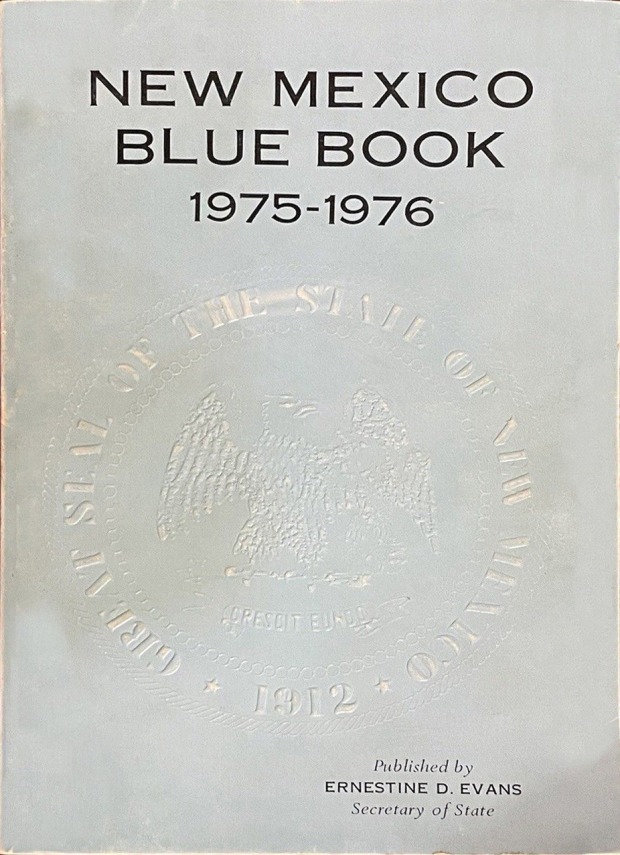 NEW MEXICO
BLUE BOOK
1975-1976
GREAT SEAL OF THE STATE OF NEW MEXICO
CRESCIT EUNDO
★ 1912 ★
Published by
ERNESTINE D. EVANS
Secretary of State